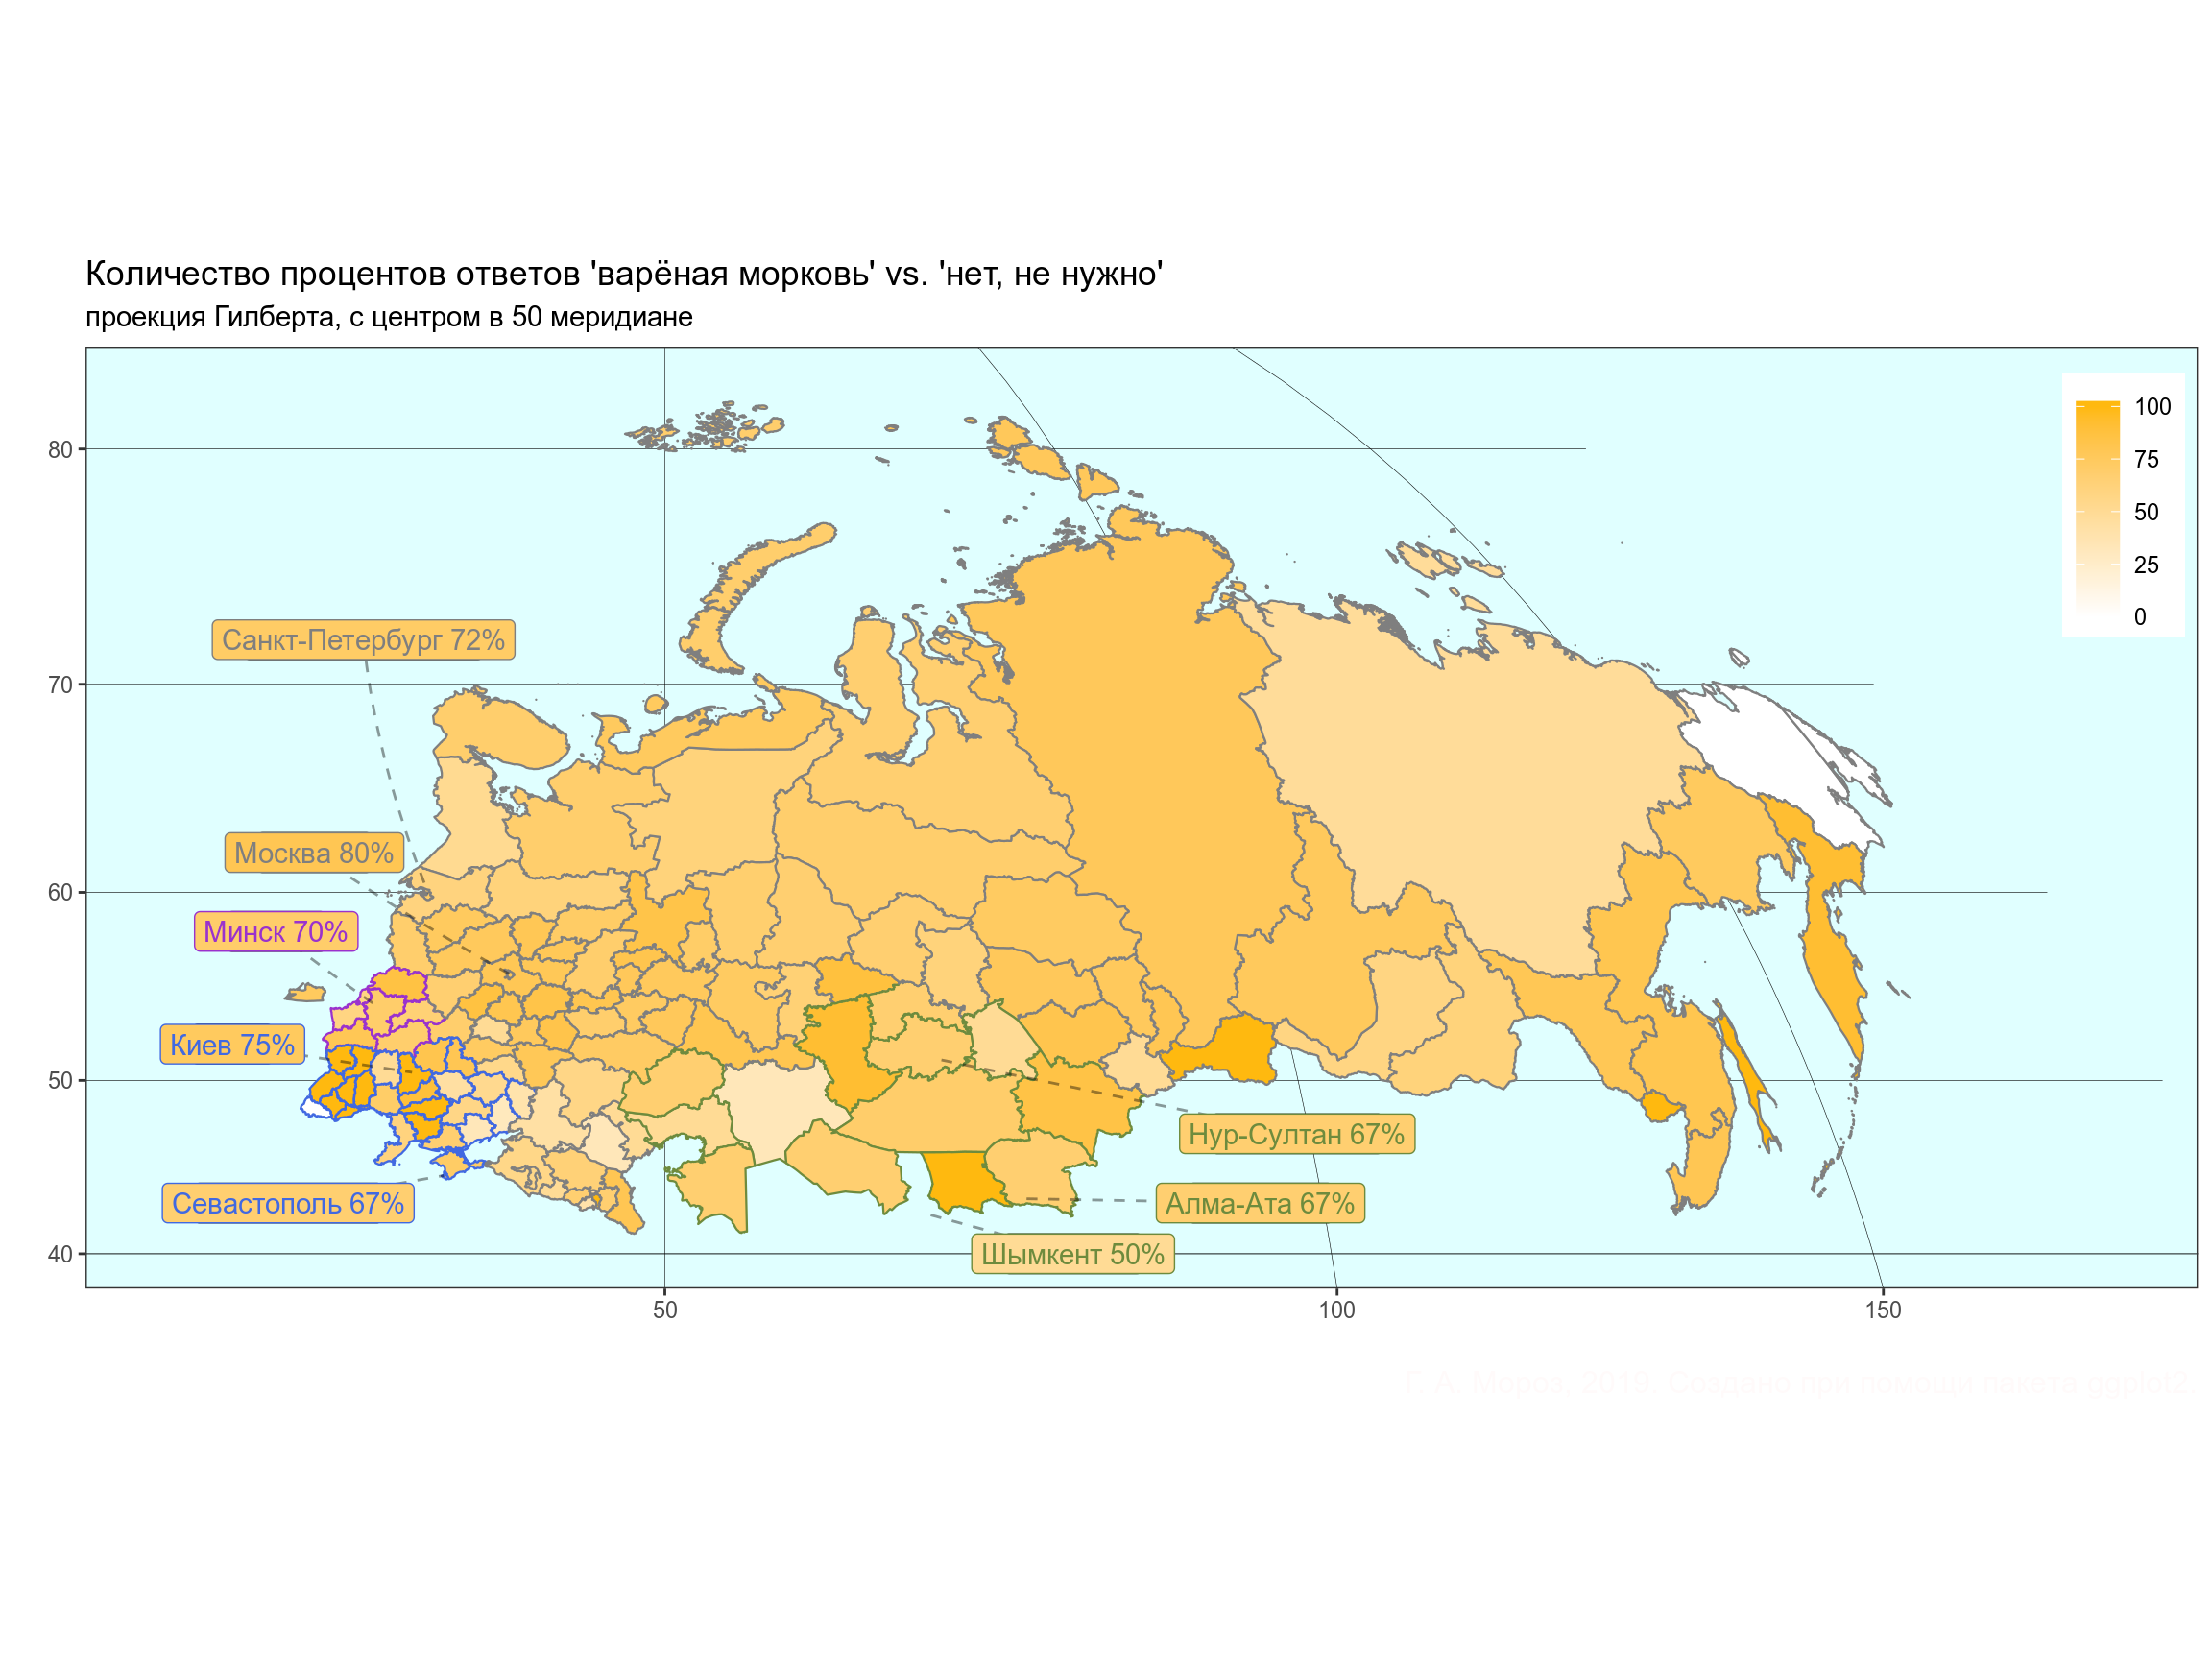 Количество процентов ответов 'варёная морковь' vs. 'нет, не нужно'
проекция Гилберта, с центром в 50 меридиане
100
75
50
25
0
80
70
60
50
40
Санкт-Петербург 72%
Москва 80%
Минск 70%
Киев 75%
Севастополь 67%
Нур-Султан 67%
Алма-Ата 67%
Шымкент 50%
50
100
150
Г. А. Мороз, 2019. Создано при помощи пакета ggplot2.